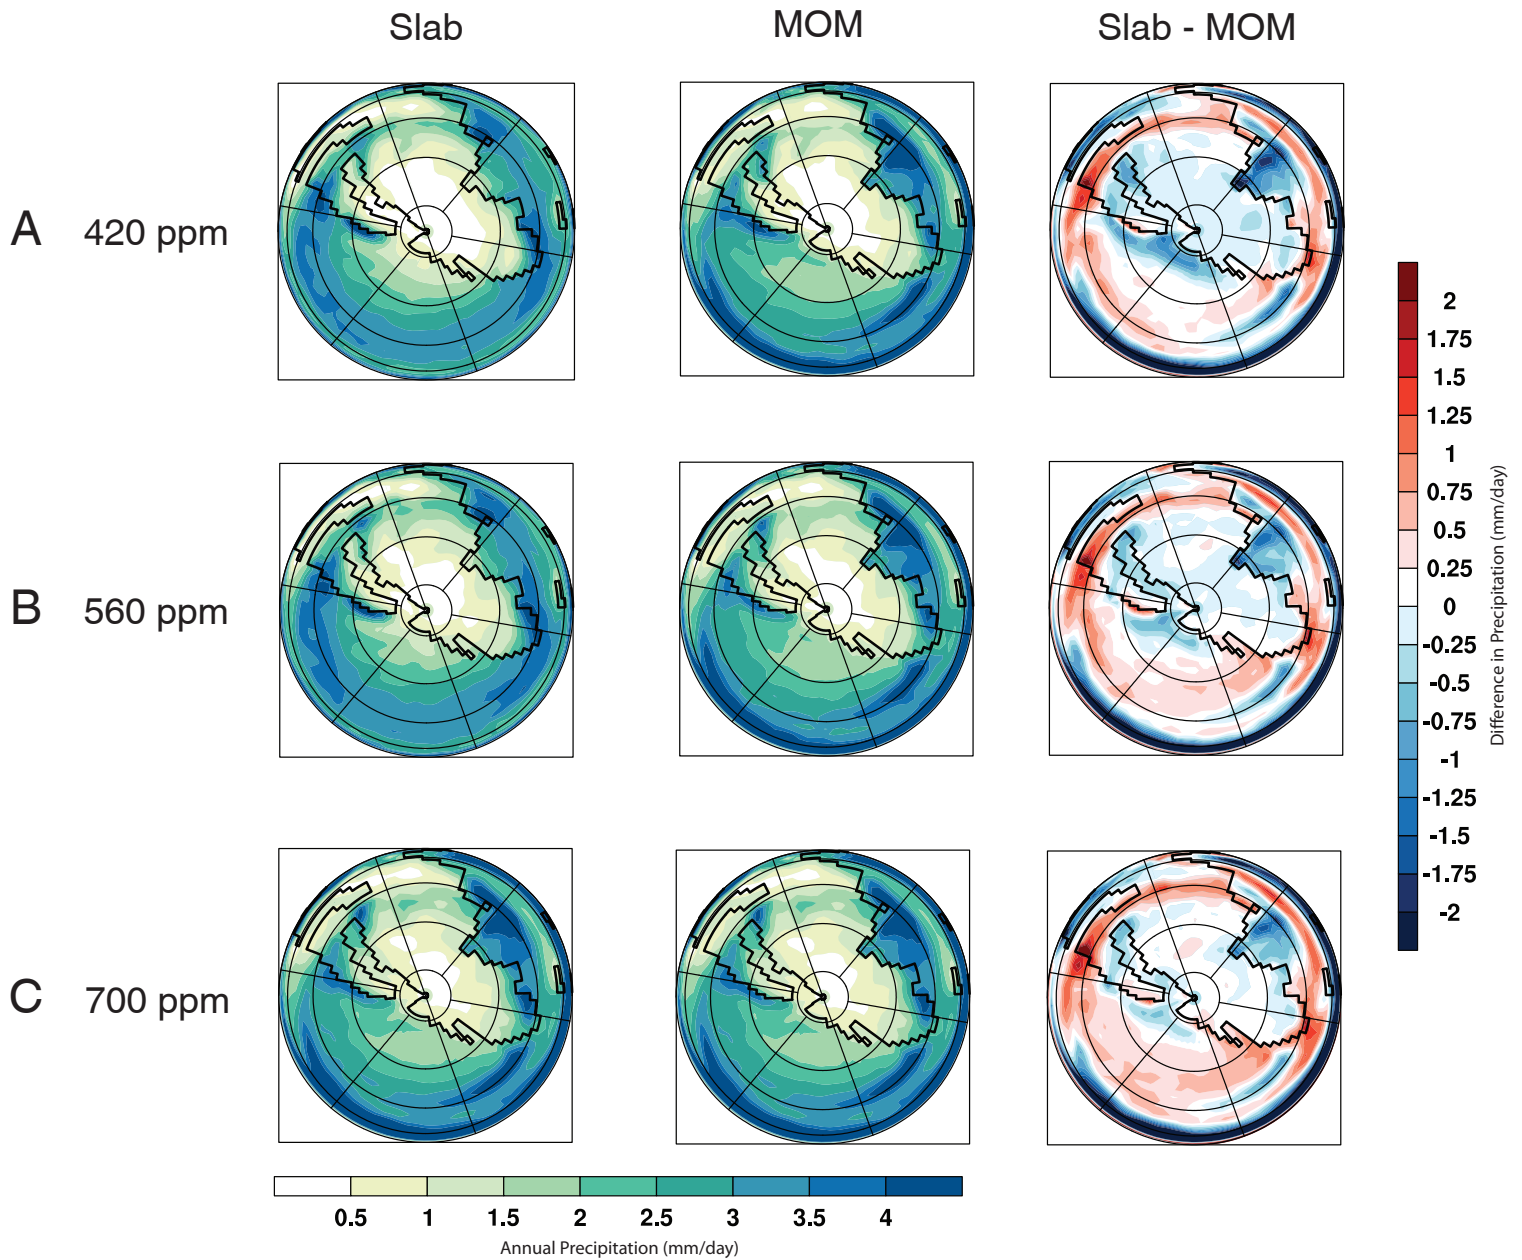 Slab MOM Slab - MOM
A 420 ppm
B 560 ppm
C 700 ppm
2
1.75
1.5
1.25
1
0.75
0.5
0.25
0
-0.25
-0.5
-0.75
-1
-1.25
-1.5
-1.75
-2
Difference in Precipitation (mm/day)
0.5 1 1.5 2 2.5 3 3.5 4
Annual Precipitation (mm/day)